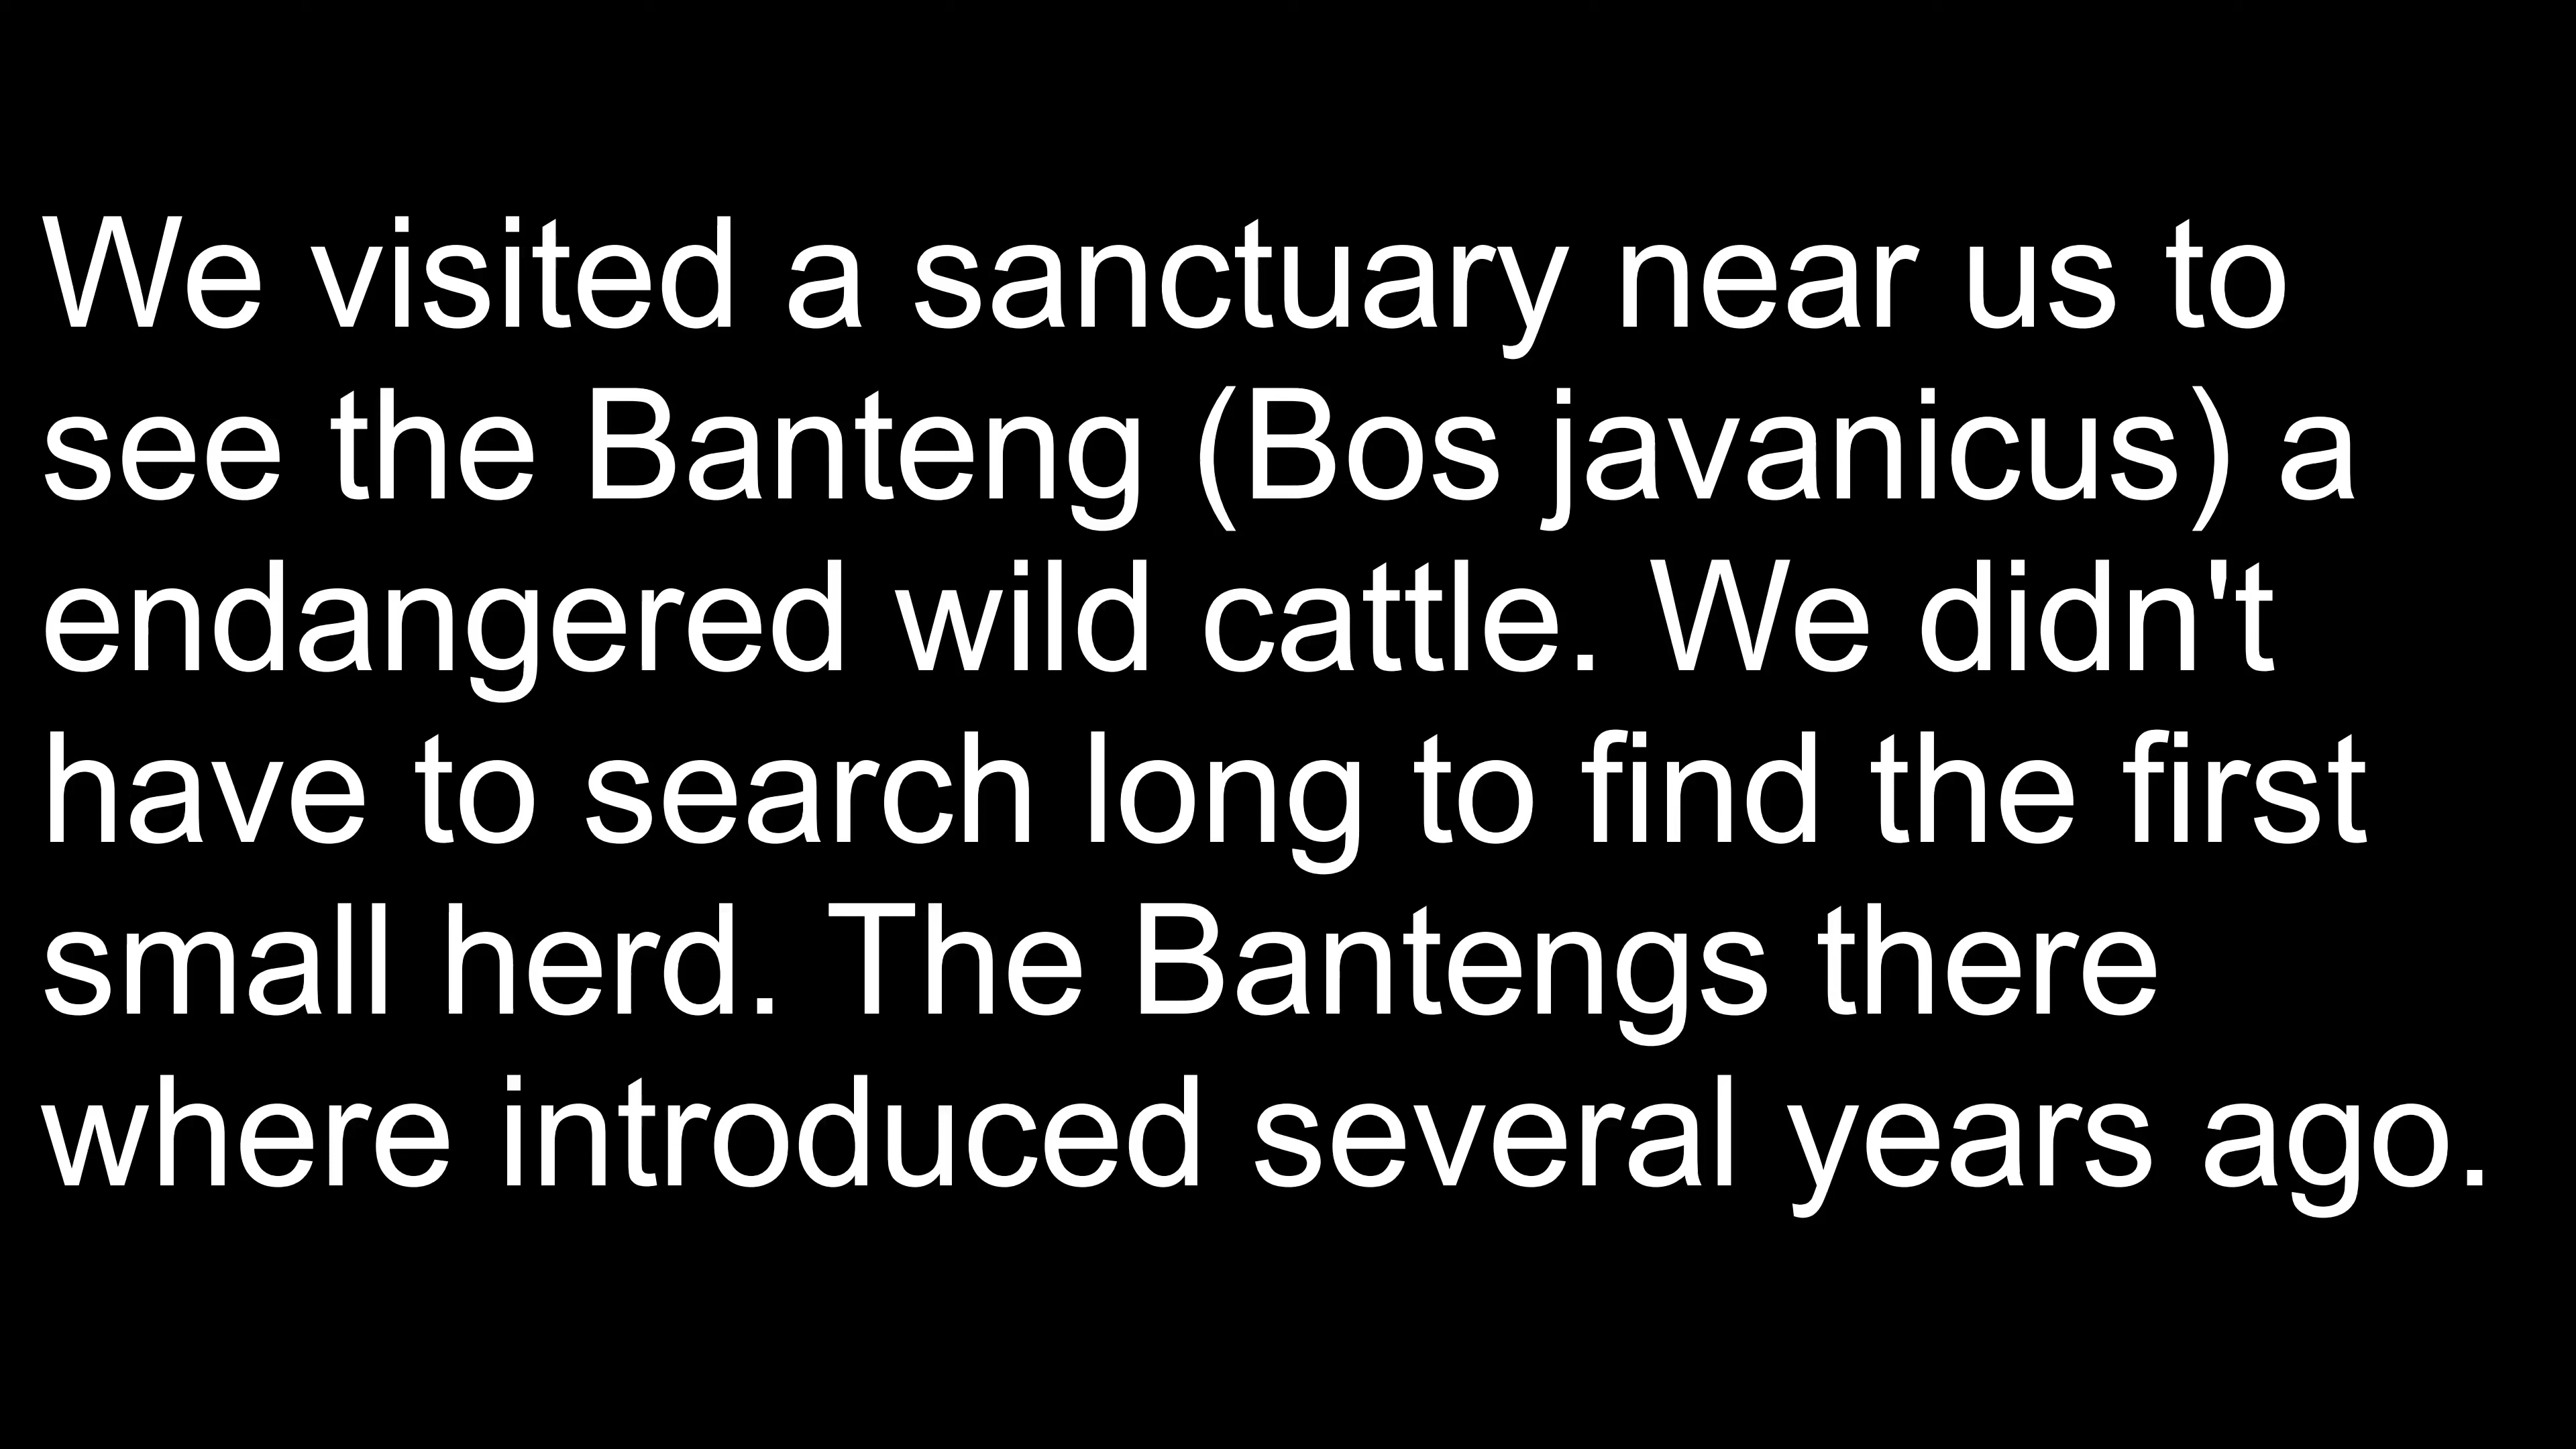 We visited a sanctuary near us to
see the Banteng (Bos javanicus) a
endangered wild cattle. We didn't
have to search long to find the first
small herd. The Bantengs there
where introduced several years ago.